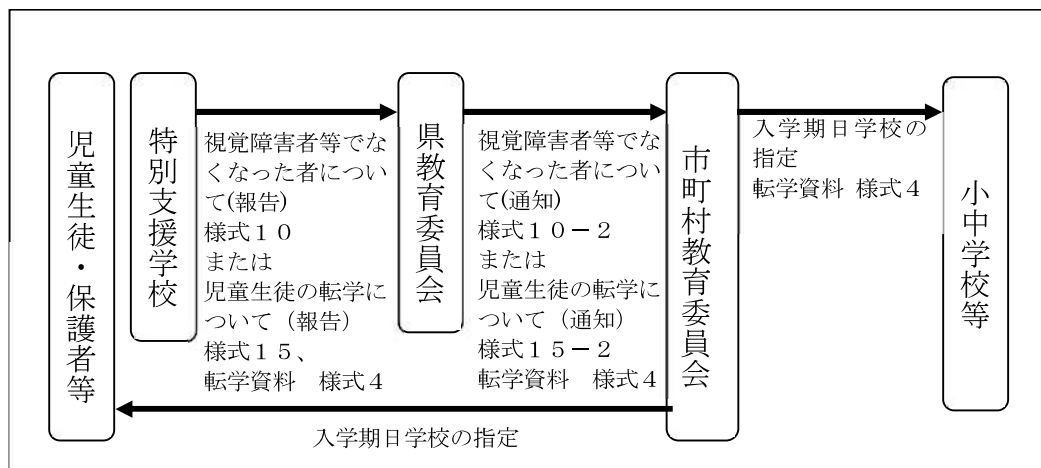 児童生徒・保護者等
特別支援学校
視覚障害者等でな
くなった者につい
て(報告)
様式１０
または
児童生徒の転学に
ついて（報告）
様式１５、
転学資料　様式４
県教育委員会
視覚障害者等でな
くなった者につい
て(通知)
様式１０－２
または
児童生徒の転学に
ついて（通知）
様式１５－２
転学資料　様式４
市町村教育委員会
入学期日学校の
指定
転学資料 様式４
小中学校等
入学期日学校の指定